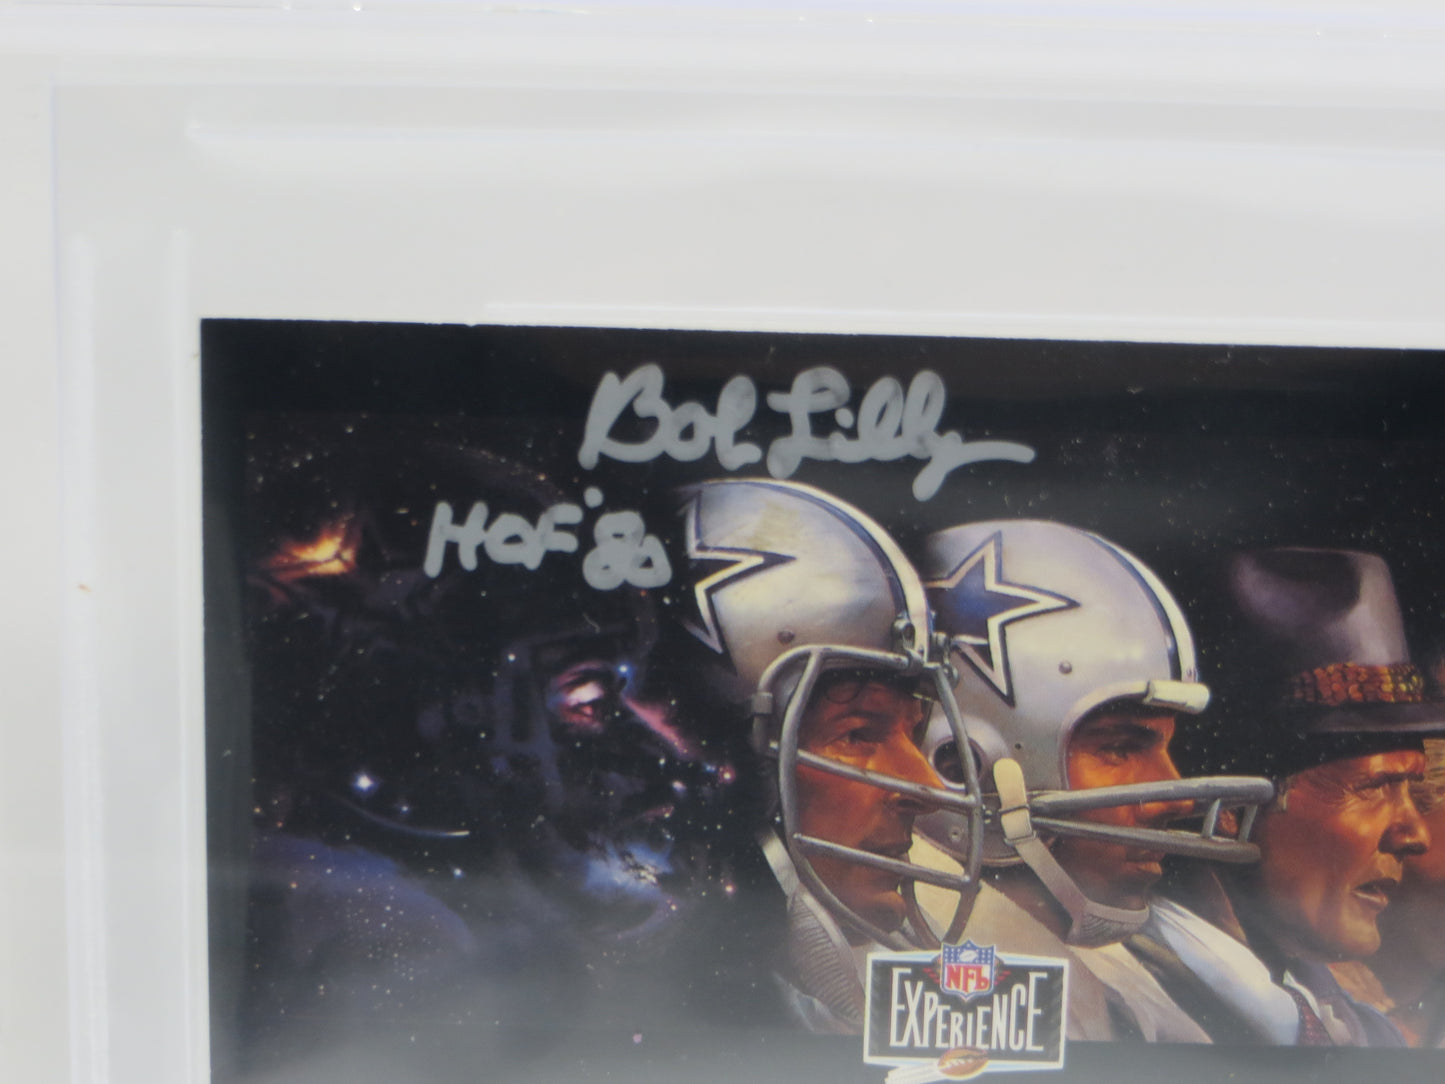 Bob Lilly
HOF '80
NFL
EXPERIENCE